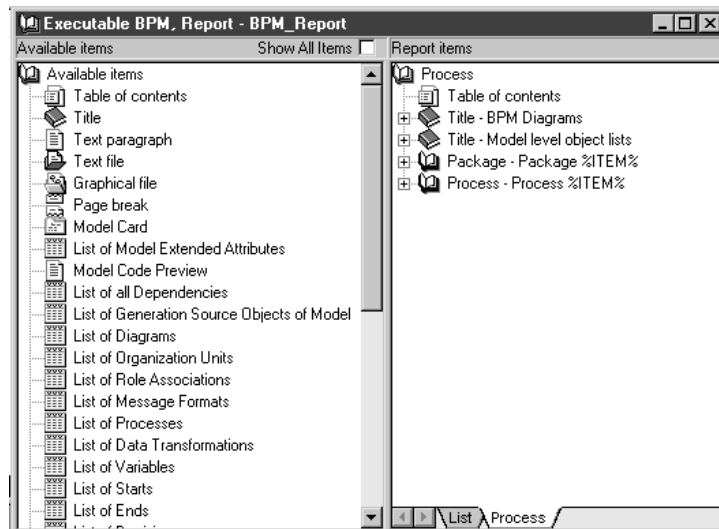 Executable BPM, Report - BPM_Report
Available items Show All Items Report items
Available items
Table of contents
Title
Text paragraph
Text file
Graphical file
Page break
Model Card
List of Model Extended Attributes
Model Code Preview
List of all Dependencies
List of Generation Source Objects of Model
List of Diagrams
List of Organization Units
List of Role Associations
List of Message Formats
List of Processes
List of Data Transformations
List of Variables
List of Starts
List of Ends
Process
Table of contents
Title - BPM Diagrams
Title - Model level object lists
Package - Package %ITEM%
Process - Process %ITEM%
List Process